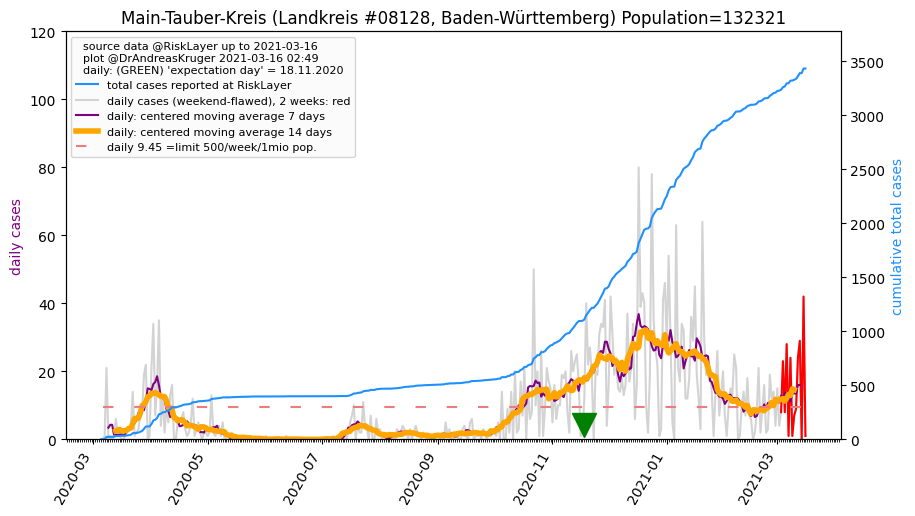 Main-Tauber-Kreis (Landkreis #08128, Baden-Württemberg) Population=132321
source data @RiskLayer up to 2021-03-16
plot @DrAndreasKruger 2021-03-16 02:49
daily: (GREEN) 'expectation day' = 18.11.2020
total cases reported at RiskLayer
daily cases (weekend-flawed), 2 weeks: red
daily: centered moving average 7 days
daily: centered moving average 14 days
daily 9.45 =limit 500/week/1mio pop.
daily cases
120
100
80
60
40
20
0
cumulative total cases
3500
3000
2500
2000
1500
1000
500
0
2020-03
2020-05
2020-07
2020-09
2020-11
2021-01
2021-03